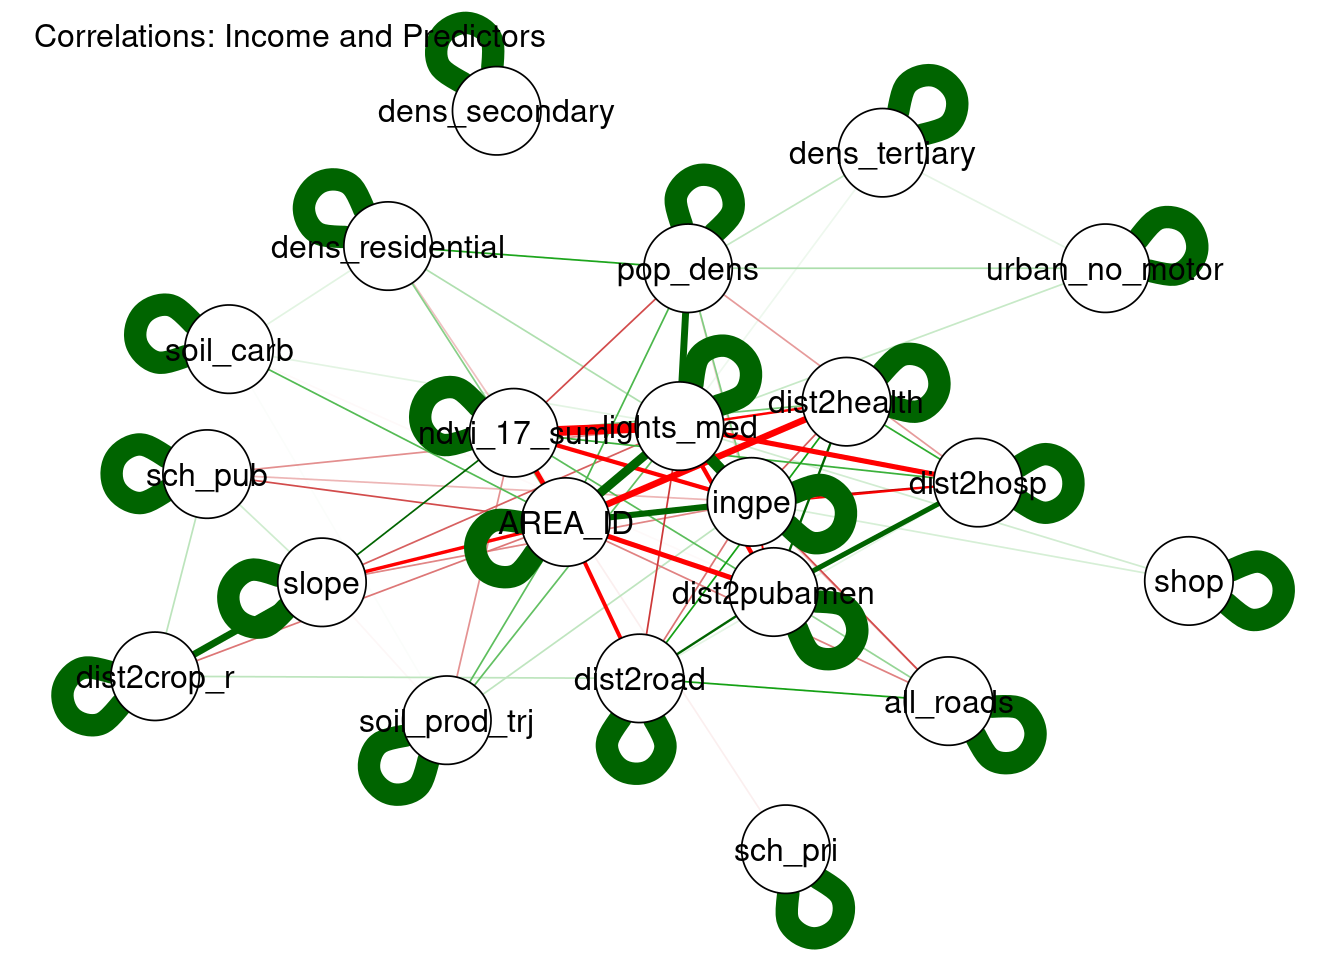 Correlations: Income and Predictors
dens_secondary
dens_tertiary
dens_residential
pop_dens
urban_no_motor
soil_carb
dist2health
lights_med
ndvi_17_sum
sch_pub
dist2hosp
ingpe
AREA_ID
slope
shop
dist2pubamen
dist2crop_r
dist2road
all_roads
soil_prod_trj
sch_pri